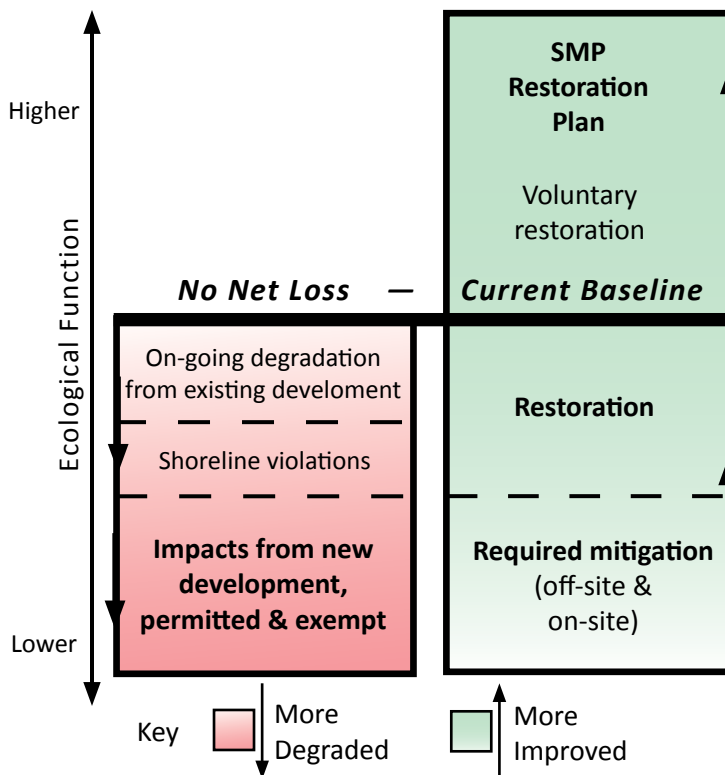 SMP
Restoration
Plan
Higher
Voluntary
restoration
Ecological Function
No Net Loss — Current Baseline
On-going degradation
from existing develoment
Shoreline violations
Impacts from new
development,
permitted & exempt
Restoration
Required mitigation
(off-site &
on-site)
Lower
Key
More
Degraded
More
Improved